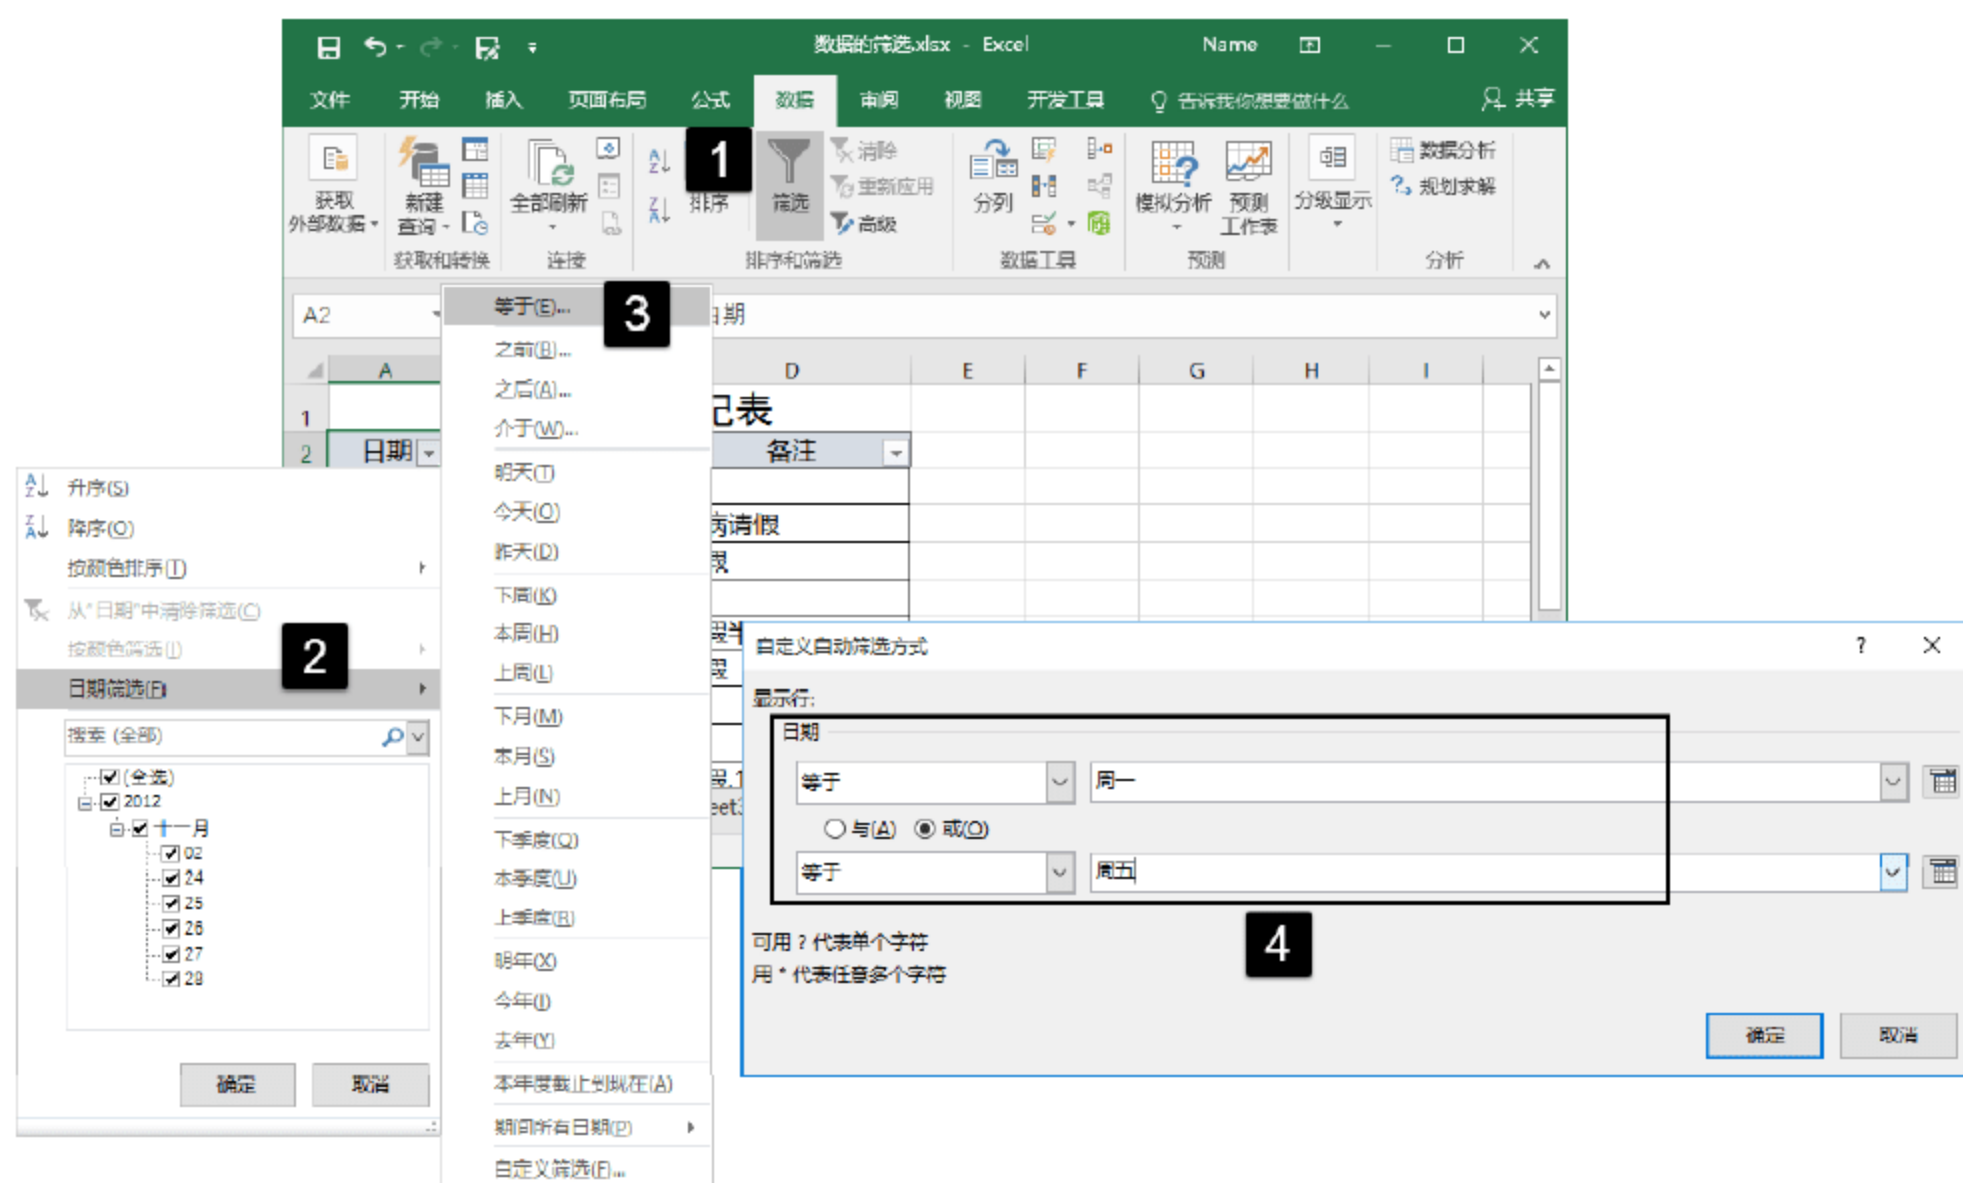 数据的筛选.xlsx - Excel
Name
文件 开始 插入 页面布局 公式 数据 审阅 视图 开发工具 告诉我你想要做什么 共享
获取
外部数据
新建
查询
获取和转换
全部刷新
连接
1
排序
筛选
清除
重新应用
高级
排序和筛选
分列
数据工具
模拟分析
预测
工作表
预测
分级显示
数据分析
规划求解
分析
A2
日期
A D E F G H I
1
记表
2 日期 备注
病请假
假
假半
假
假,1
eet3
升序(S)
降序(O)
按颜色排序(T)
从"日期"中清除筛选(C)
按颜色筛选(I)
2
日期筛选(F)
搜索 (全部)
(全选)
2012
十一月
02
24
25
26
27
28
确定 取消
等于(E)...
3
之前(B)...
之后(A)...
介于(W)...
明天(T)
今天(O)
昨天(D)
下周(K)
本周(H)
上周(L)
下月(M)
本月(S)
上月(N)
下季度(Q)
本季度(U)
上季度(R)
明年(X)
今年(I)
去年(Y)
本年度截止到现在(A)
期间所有日期(P)
自定义筛选(F)...
自定义自动筛选方式 ?
显示行:
日期
等于 周一
与(A) 或(O)
等于 周五
4
可用 ? 代表单个字符
用 * 代表任意多个字符
确定 取消